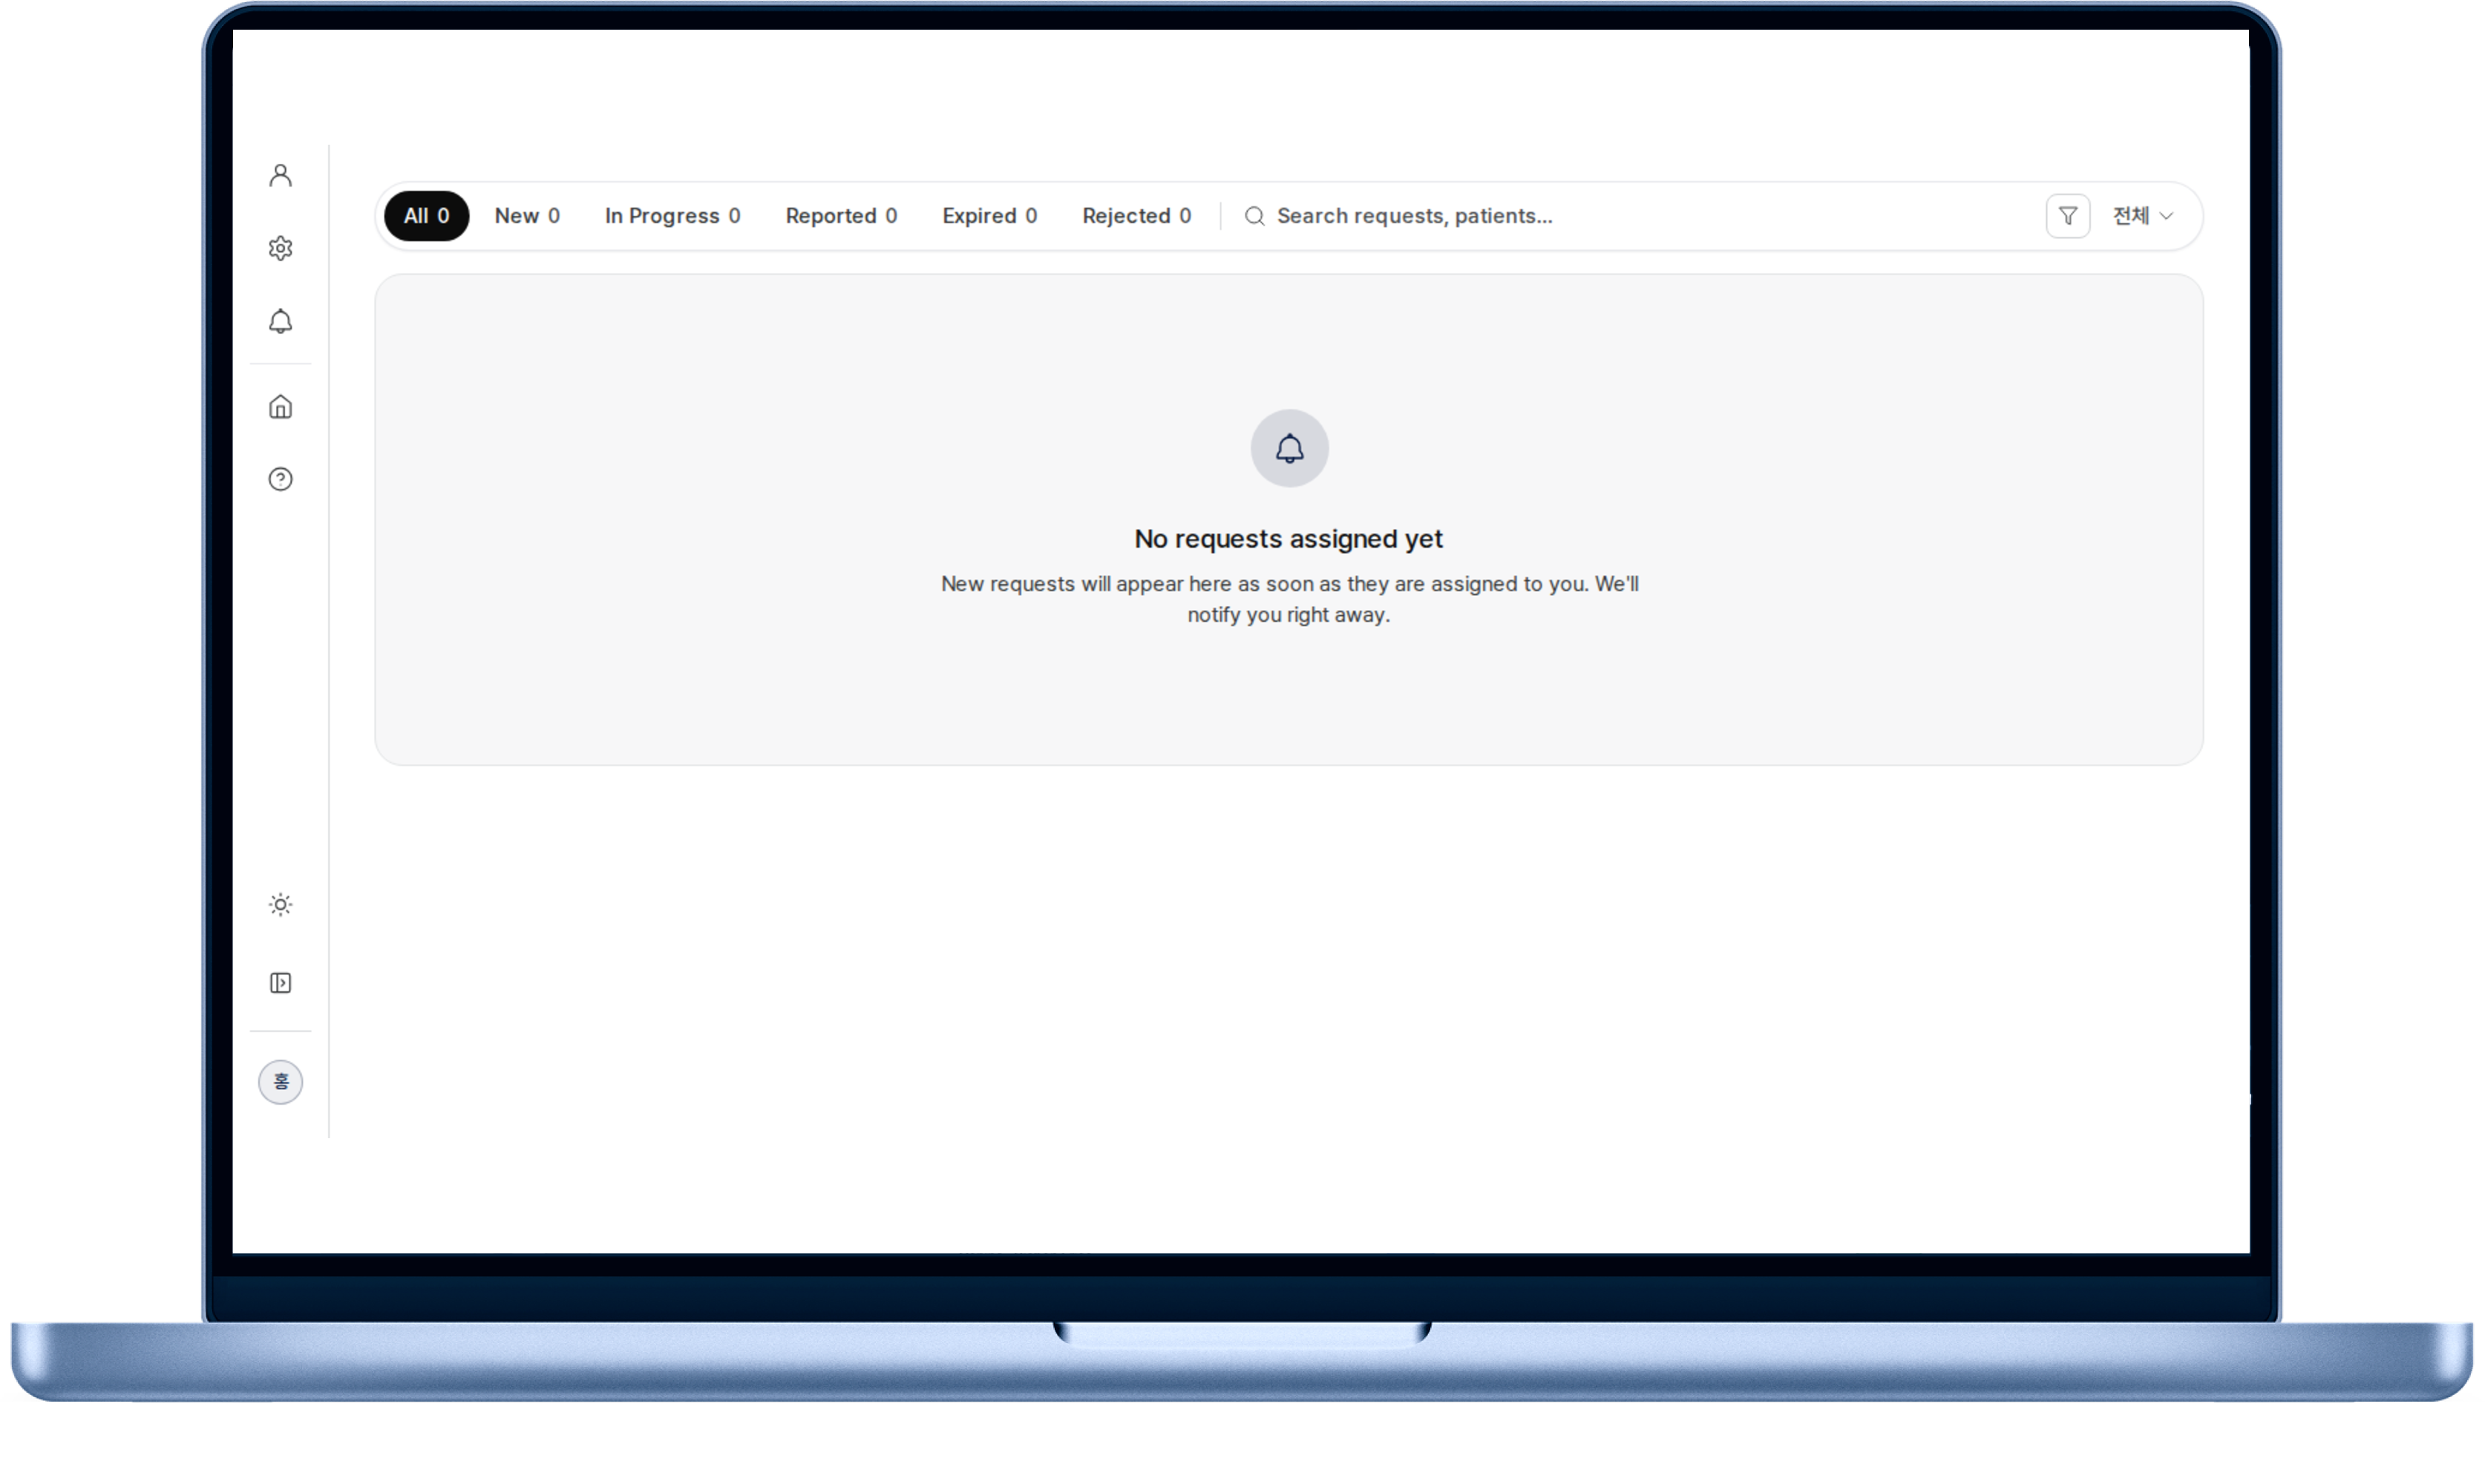 All 0
New 0
In Progress 0
Reported 0
Expired 0
Rejected 0
Search requests, patients...
전체
No requests assigned yet
New requests will appear here as soon as they are assigned to you. We'll
notify you right away.
홍